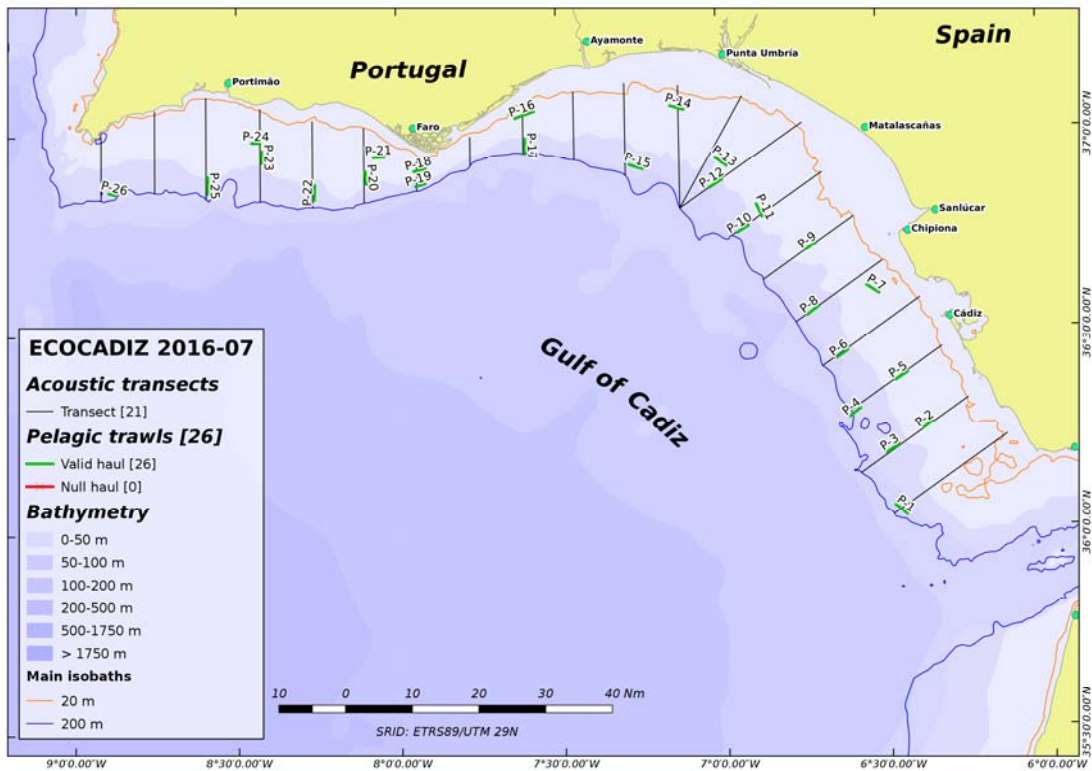 Spain
Ayamonte
Punta Umbría
Portugal
Portimão
Faro
Matalascañas
Sanlúcar
Chipiona
Cádiz
Gulf of Cadiz
P-16
P-14
P-24
P-23
P-21
P-18
P-19
P-20
P-22
P-25
P-26
P-15
P-13
P-12
P-11
P-10
P-9
P-7
P-8
P-6
P-5
P-4
P-2
P-3
P-1
ECOCADIZ 2016-07
Acoustic transects
Transect [21]
Pelagic trawls [26]
Valid haul [26]
Null haul [0]
Bathymetry
0-50 m
50-100 m
100-200 m
200-500 m
500-1750 m
> 1750 m
Main isobaths
20 m
200 m
10 0 10 20 30 40 Nm
SRID: ETRS89/UTM 29N
37°0'0.00"N
36°30'0.00"N
36°0'0.00"N
35°30'0.00"N
9°0'0.00"W
8°30'0.00"W
8°0'0.00"W
7°30'0.00"W
7°0'0.00"W
6°30'0.00"W
6°0'0.00"W